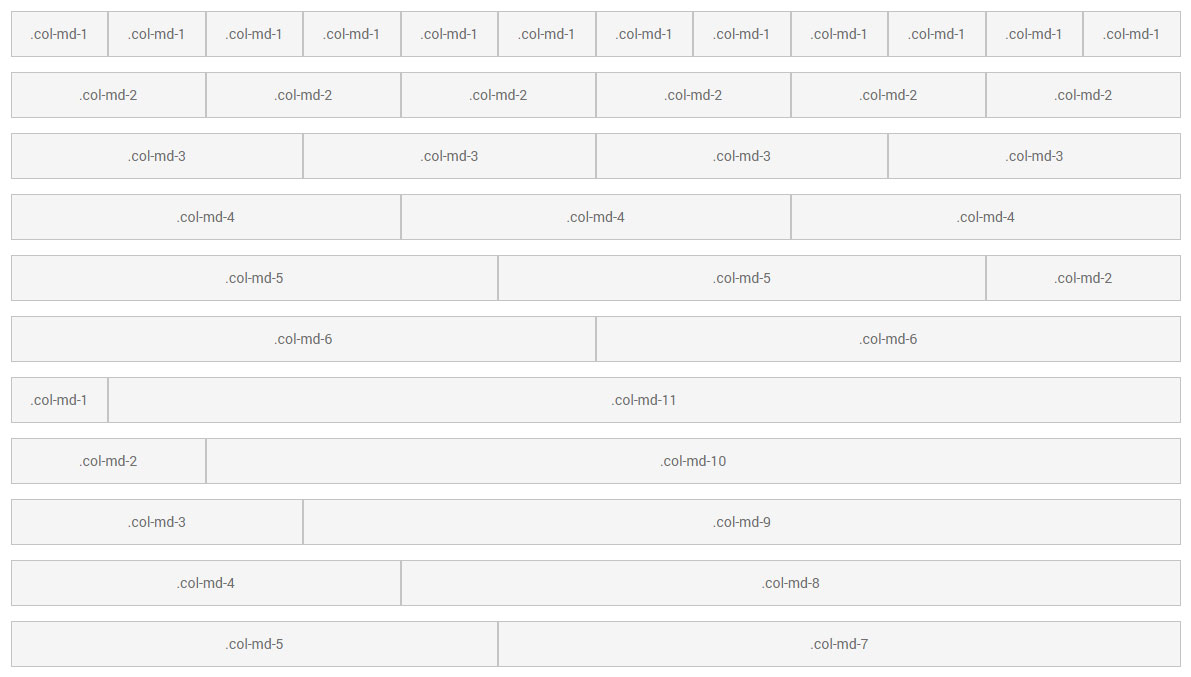 .col-md-1 .col-md-1 .col-md-1 .col-md-1 .col-md-1 .col-md-1 .col-md-1 .col-md-1 .col-md-1 .col-md-1 .col-md-1 .col-md-1
.col-md-2 .col-md-2 .col-md-2 .col-md-2 .col-md-2 .col-md-2
.col-md-3 .col-md-3 .col-md-3 .col-md-3
.col-md-4 .col-md-4 .col-md-4
.col-md-5 .col-md-5 .col-md-2
.col-md-6 .col-md-6
.col-md-1 .col-md-11
.col-md-2 .col-md-10
.col-md-3 .col-md-9
.col-md-4 .col-md-8
.col-md-5 .col-md-7